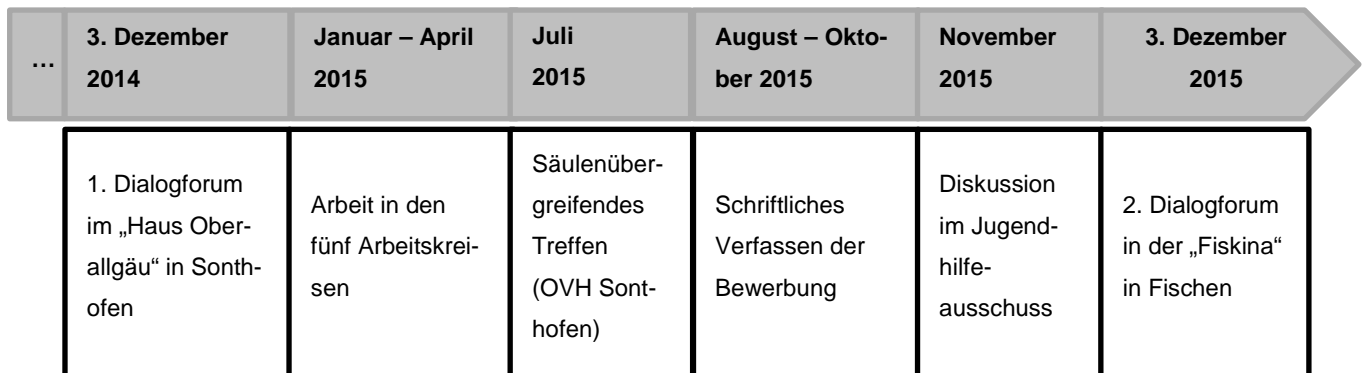 ...
3. Dezember
2014
Januar – April
2015
Juli
2015
August – Okto-
ber 2015
November
2015
3. Dezember
2015
1. Dialogforum
im „Haus Ober-
allgäu“ in Sonth-
ofen
Arbeit in den
fünf Arbeitskrei-
sen
Säulenüber-
greifendes
Treffen
(OVH Sont-
hofen)
Schriftliches
Verfassen der
Bewerbung
Diskussion
im Jugend-
hilfe-
ausschuss
2. Dialogforum
in der „Fiskina“
in Fischen